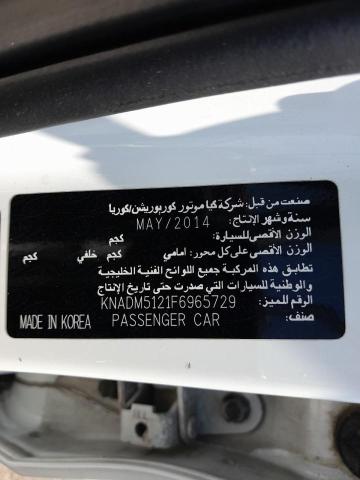 صنعت من قبل: شركة كيا موتور كوربوريشن/كوريا
سنة وشهر الإنتاج: MAY/2014
الوزن الأقصى للسيارة: كجم
الوزن الأقصى على كل محور: أمامي كجم خلفي كجم
تطابق هذه المركبة جميع اللوائح الفنية الخليجية
والوطنية للسيارات التي صدرت حتى تاريخ الإنتاج
الرقم المميز: KNADM5121F6965729
صنف: PASSENGER CAR MADE IN KOREA